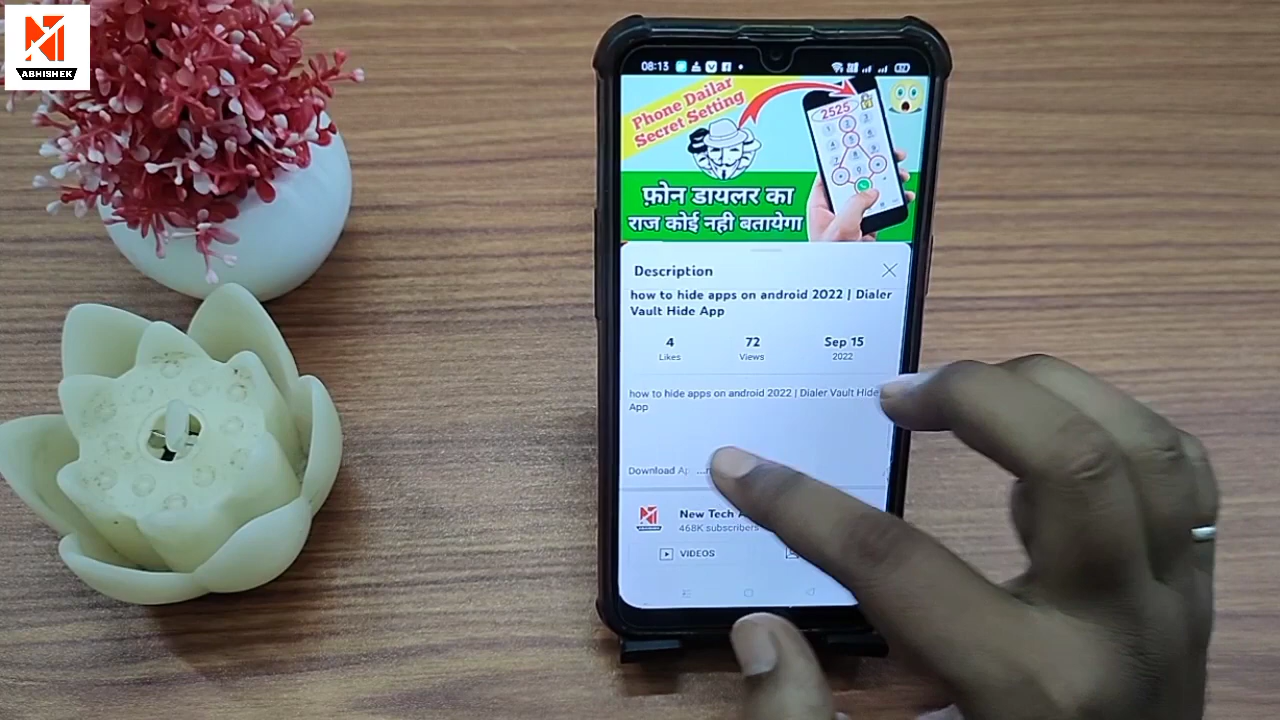 ABHISHEK
08:13
Phone Dailar
Secret Setting
2525
फ़ोन डायलर का
राज कोई नही बतायेगा
Description
how to hide apps on android 2022 | Dialer
Vault Hide App
4
Likes
72
Views
Sep 15
2022
how to hide apps on android 2022 | Dialer Vault Hide
App
Download
New Tech
468K subscribers
VIDEOS